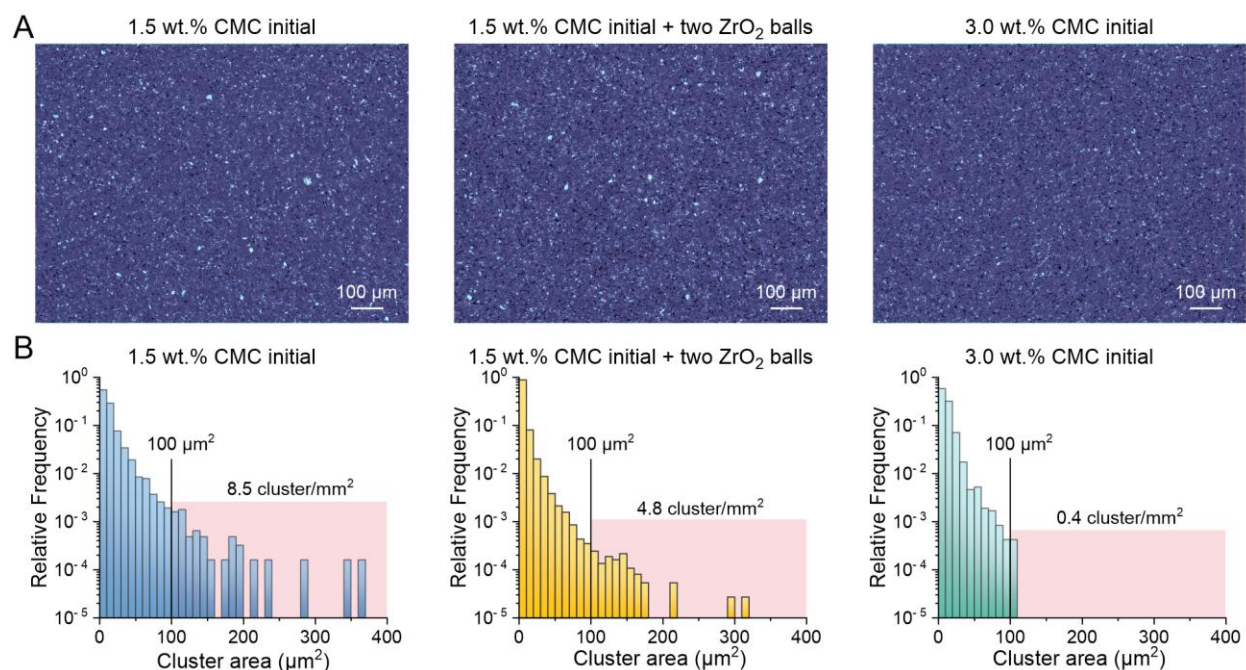 A
1.5 wt.% CMC initial
1.5 wt.% CMC initial + two ZrO₂ balls
3.0 wt.% CMC initial
100 µm
100 µm
100 µm
B
1.5 wt.% CMC initial
Relative Frequency
10⁰
10⁻¹
10⁻²
10⁻³
10⁻⁴
10⁻⁵
100 µm²
8.5 cluster/mm²
0
100
200
300
400
Cluster area (µm²)
1.5 wt.% CMC initial + two ZrO₂ balls
Relative Frequency
10⁰
10⁻¹
10⁻²
10⁻³
10⁻⁴
10⁻⁵
100 µm²
4.8 cluster/mm²
0
100
200
300
400
Cluster area (µm²)
3.0 wt.% CMC initial
Relative Frequency
10⁰
10⁻¹
10⁻²
10⁻³
10⁻⁴
10⁻⁵
100 µm²
0.4 cluster/mm²
0
100
200
300
400
Cluster area (µm²)